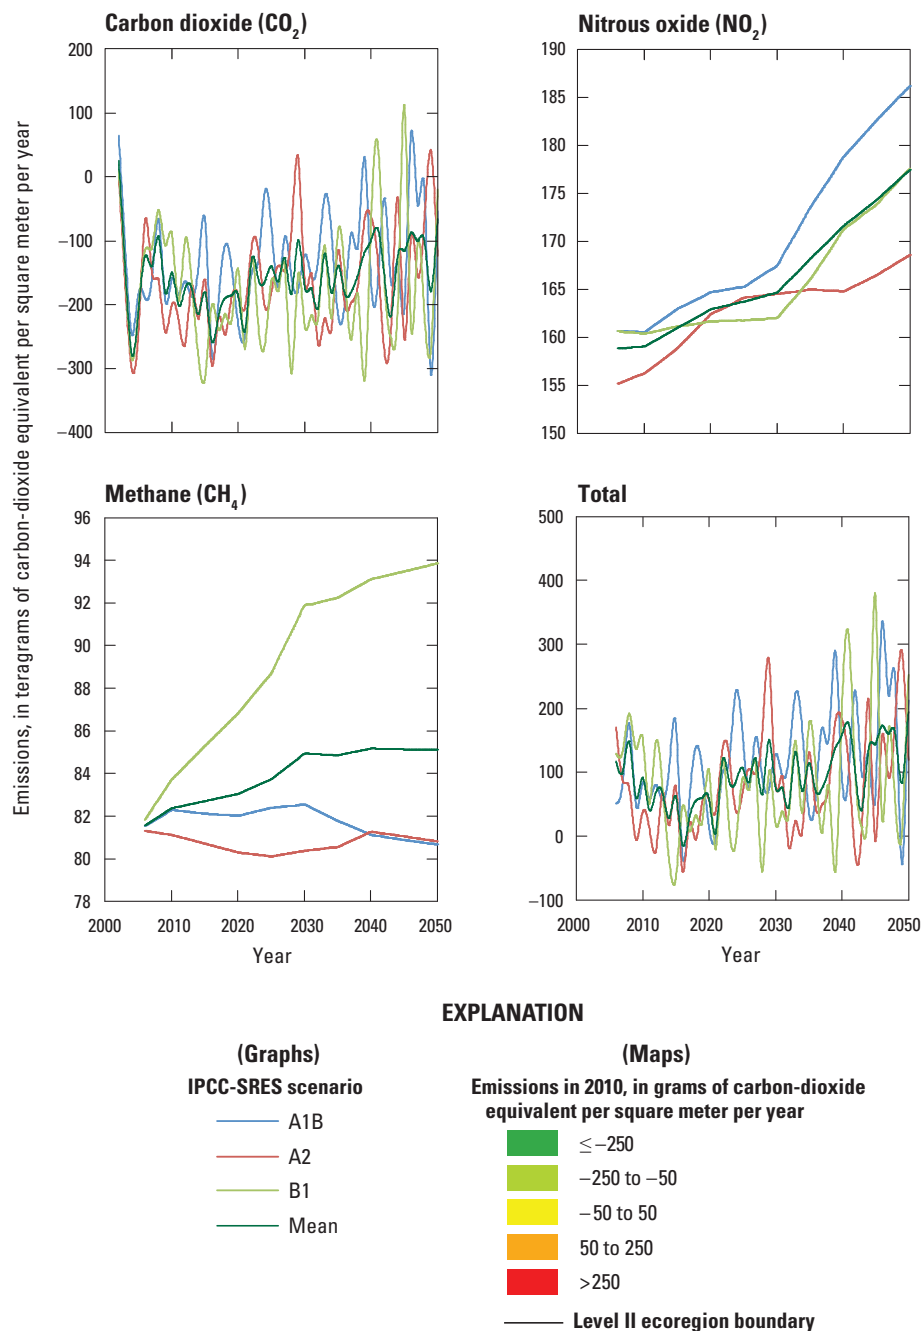 Carbon dioxide (CO₂)
200
100
0
−100
−200
−300
−400
Nitrous oxide (NO₂)
190
185
180
175
170
165
160
155
150
Emissions, in teragrams of carbon-dioxide equivalent per square meter per year
Methane (CH₄)
96
94
92
90
88
86
84
82
80
78
2000 2010 2020 2030 2040 2050
Year
Total
500
400
300
200
100
0
−100
2000 2010 2020 2030 2040 2050
Year
EXPLANATION
(Graphs)
IPCC-SRES scenario
A1B
A2
B1
Mean
(Maps)
Emissions in 2010, in grams of carbon-dioxide
equivalent per square meter per year
≤ −250
−250 to −50
−50 to 50
50 to 250
>250
Level II ecoregion boundary